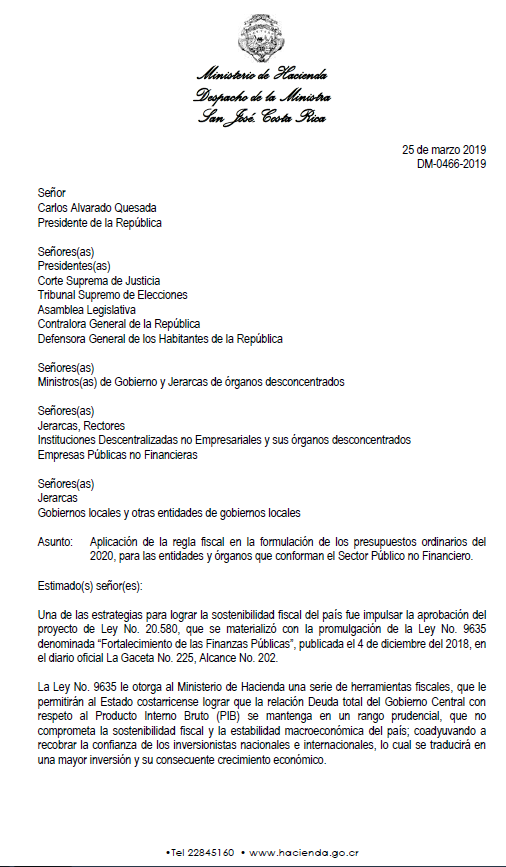 Ministerio de Hacienda
Despacho de la Ministra
San José. Costa Rica
25 de marzo 2019
DM-0466-2019
Señor
Carlos Alvarado Quesada
Presidente de la República
Señores(as)
Presidentes(as)
Corte Suprema de Justicia
Tribunal Supremo de Elecciones
Asamblea Legislativa
Contralora General de la República
Defensora General de los Habitantes de la República
Señores(as)
Ministros(as) de Gobierno y Jerarcas de órganos desconcentrados
Señores(as)
Jerarcas, Rectores
Instituciones Descentralizadas no Empresariales y sus órganos desconcentrados
Empresas Públicas no Financieras
Señores(as)
Jerarcas
Gobiernos locales y otras entidades de gobiernos locales
Asunto: Aplicación de la regla fiscal en la formulación de los presupuestos ordinarios del
2020, para las entidades y órganos que conforman el Sector Público no Financiero.
Estimado(s) señor(es):
Una de las estrategias para lograr la sostenibilidad fiscal del país fue impulsar la aprobación del
proyecto de Ley No. 20.580, que se materializó con la promulgación de la Ley No. 9635
denominada “Fortalecimiento de las Finanzas Públicas”, publicada el 4 de diciembre del 2018, en
el diario oficial La Gaceta No. 225, Alcance No. 202.
La Ley No. 9635 le otorga al Ministerio de Hacienda una serie de herramientas fiscales, que le
permitirán al Estado costarricense lograr que la relación Deuda total del Gobierno Central con
respeto al Producto Interno Bruto (PIB) se mantenga en un rango prudencial, que no
comprometa la sostenibilidad fiscal y la estabilidad macroeconómica del país; coadyuvando a
recobrar la confianza de los inversionistas nacionales e internacionales, lo cual se traducirá en
una mayor inversión y su consecuente crecimiento económico.
•Tel 22845160 • www.hacienda.go.cr